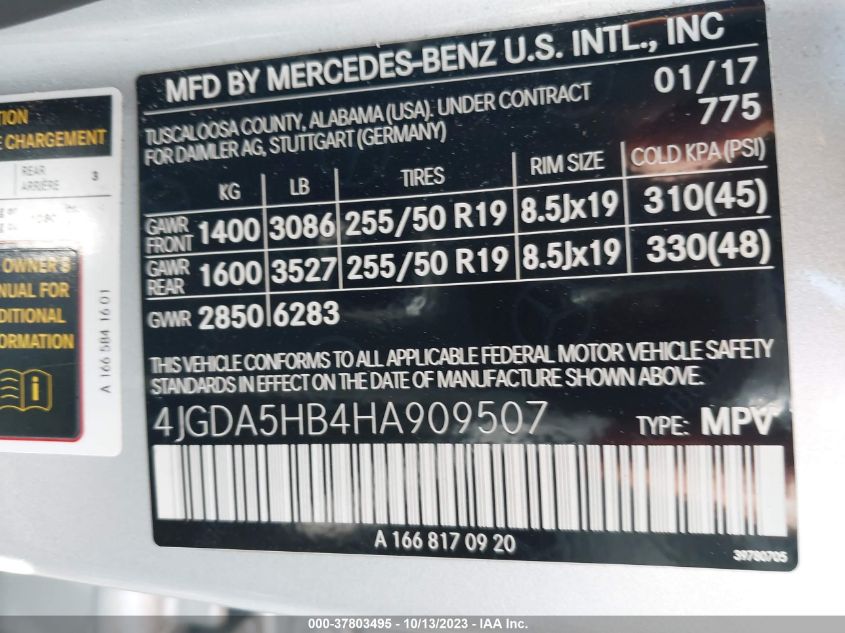 MFD BY MERCEDES-BENZ U.S. INTL., INC
TUSCALOOSA COUNTY, ALABAMA (USA). UNDER CONTRACT
FOR DAIMLER AG, STUTTGART (GERMANY)
01/17
775
KG LB TIRES RIM SIZE COLD KPA (PSI)
GAWR FRONT 1400 3086 255/50 R19 8.5Jx19 310(45)
GAWR REAR 1600 3527 255/50 R19 8.5Jx19 330(48)
GVWR 2850 6283
THIS VEHICLE CONFORMS TO ALL APPLICABLE FEDERAL MOTOR VEHICLE SAFETY
STANDARDS IN EFFECT ON THE DATE OF MANUFACTURE SHOWN ABOVE.
4JGDA5HB4HA909507 TYPE: MPV
A 166 817 09 20
39780705
CHARGEMENT
REAR
ARRIÈRE 3
OWNER'S
FOR
A 166 584 16 01
000-37803495 - 10/13/2023 - IAA Inc.